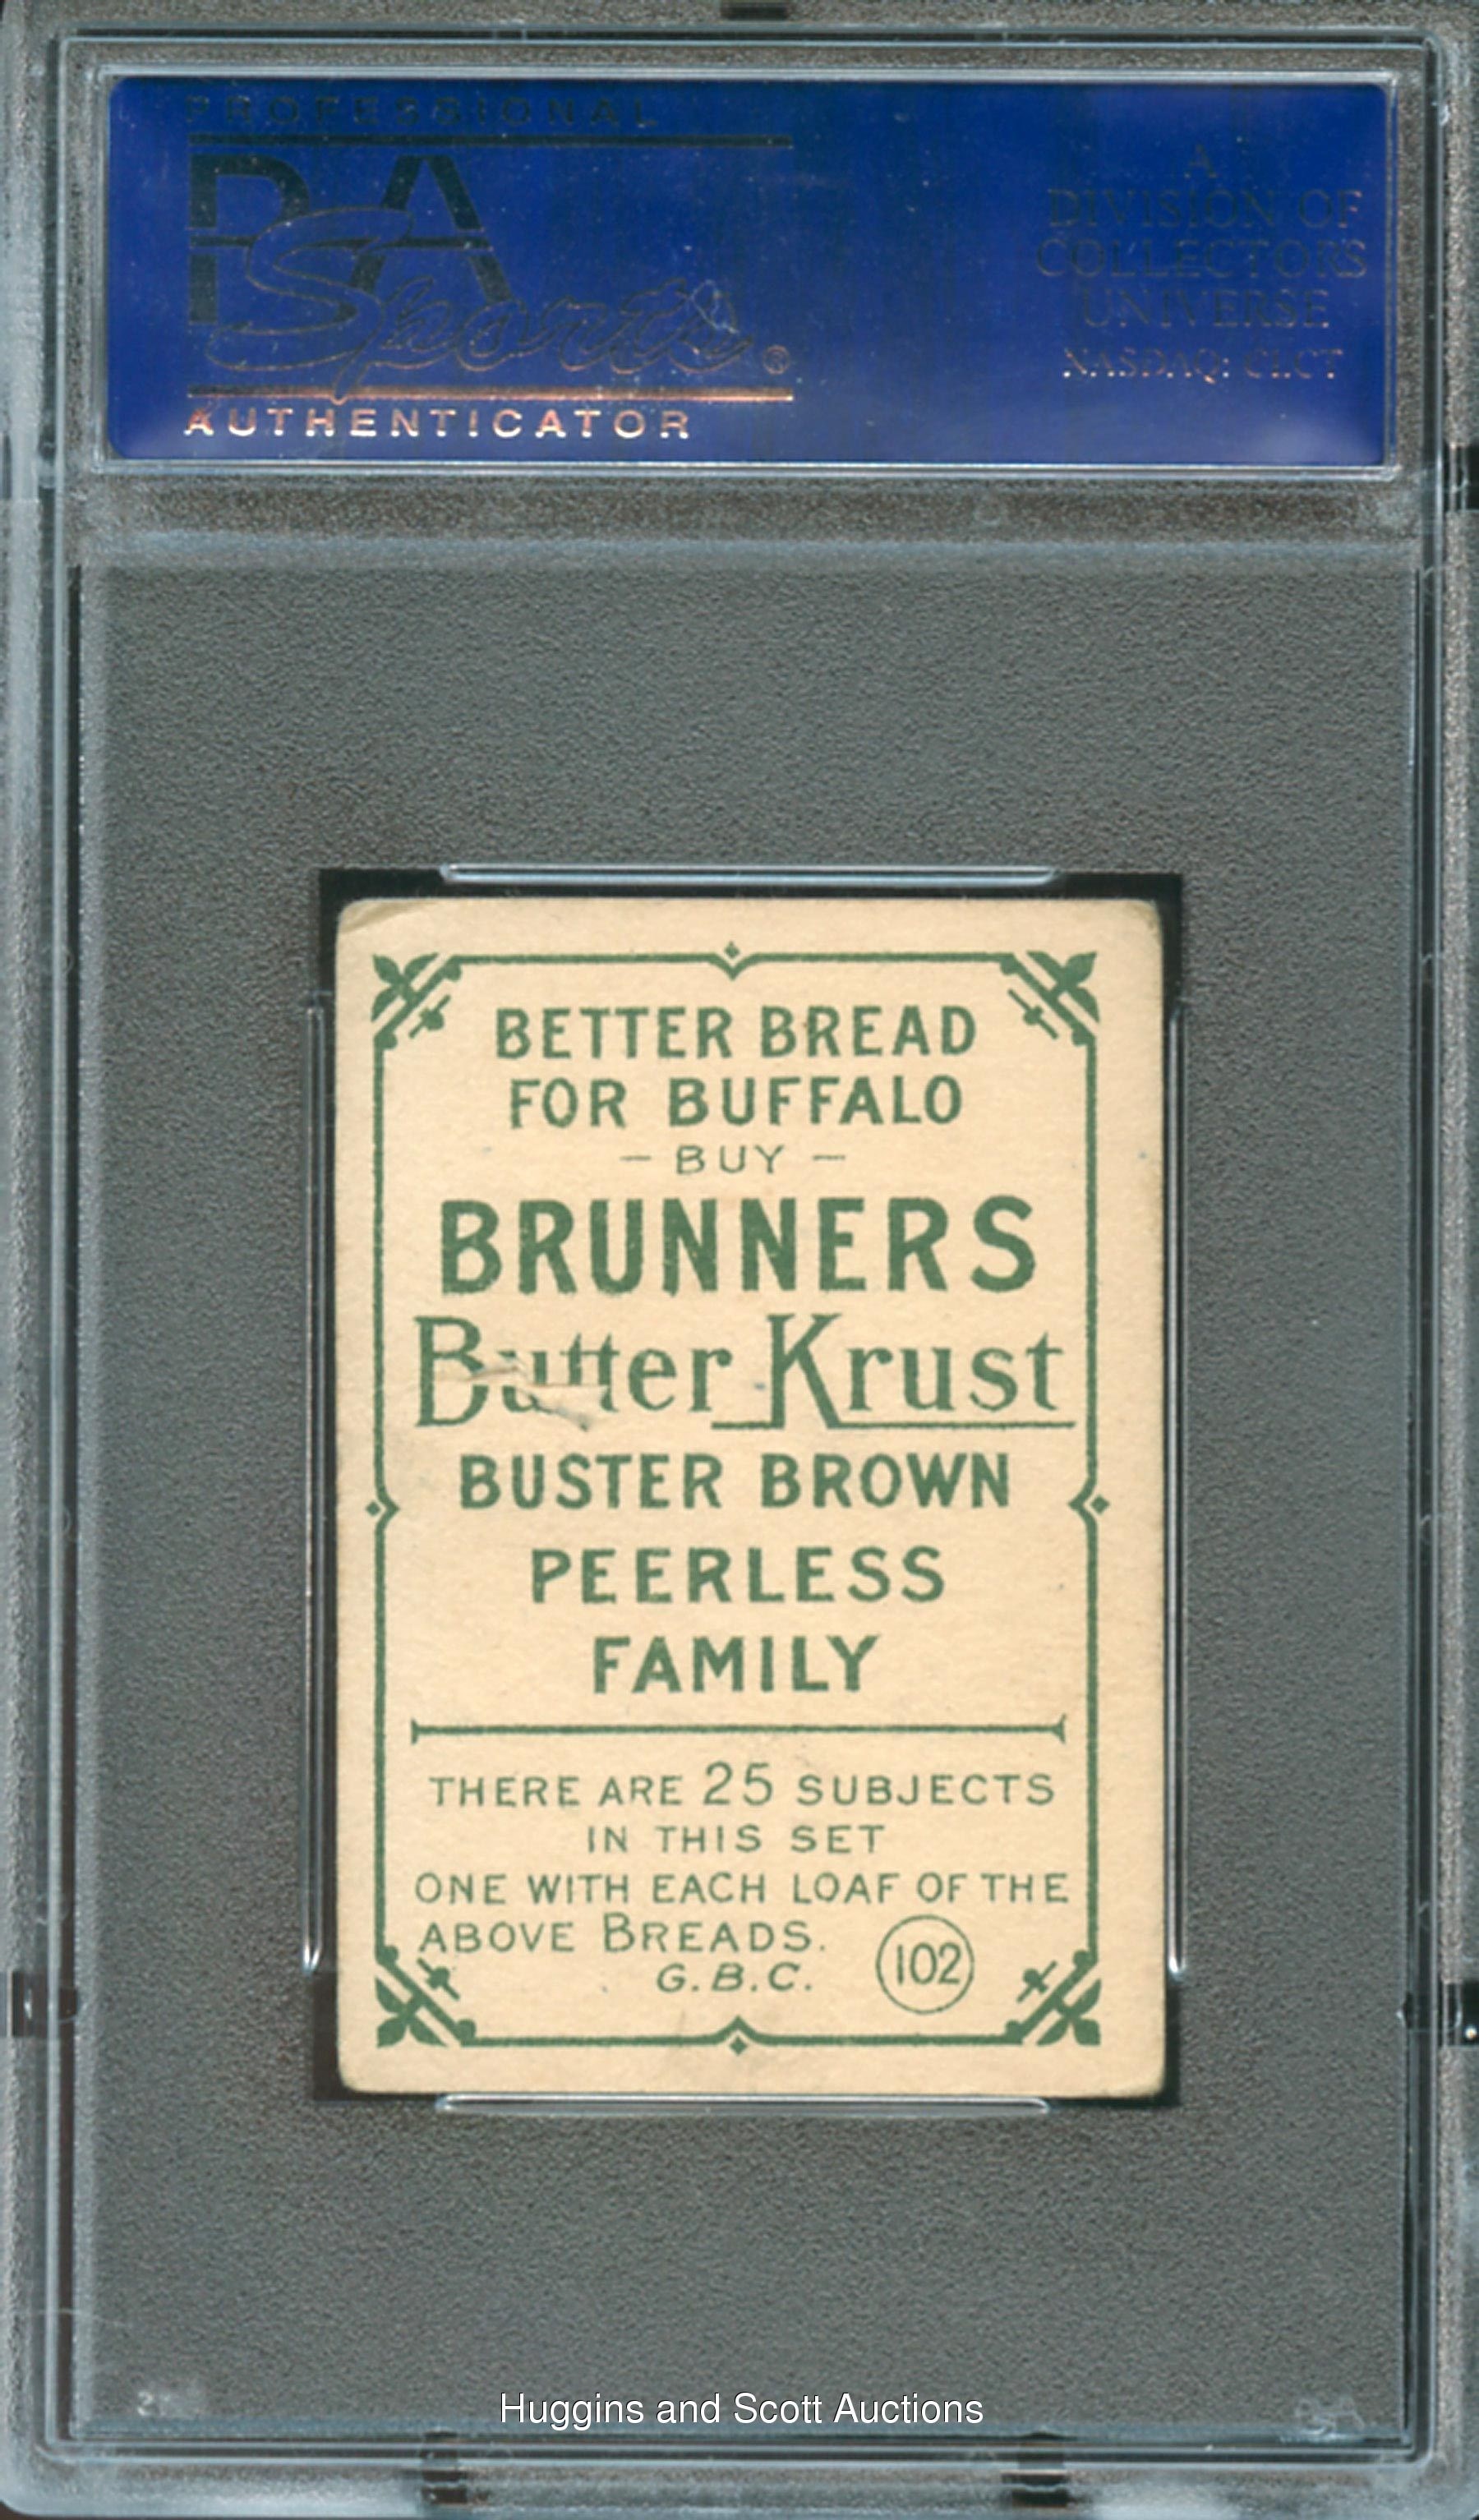 PROFESSIONAL
PSA
Sports®
AUTHENTICATOR
A
DIVISION OF
COLLECTORS
UNIVERSE
NASDAQ: CLCT
BETTER BREAD
FOR BUFFALO
- BUY -
BRUNNERS
Butter Krust
BUSTER BROWN
PEERLESS
FAMILY
THERE ARE 25 SUBJECTS
IN THIS SET
ONE WITH EACH LOAF OF THE
ABOVE BREADS.
G.B.C. 102
Huggins and Scott Auctions